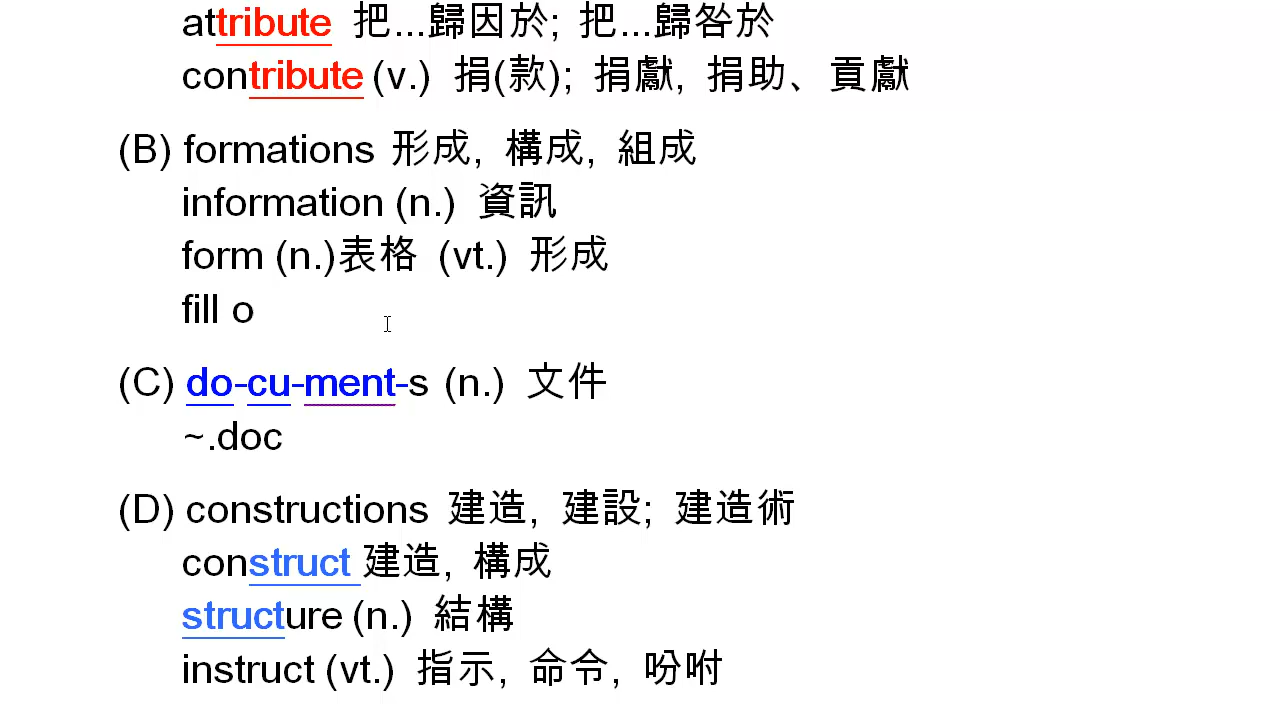 attribute 把...歸因於; 把...歸咎於
contribute (v.) 捐(款); 捐獻, 捐助、貢獻
(B) formations 形成, 構成, 組成
information (n.) 資訊
form (n.)表格 (vt.) 形成
fill o
(C) do-cu-ment-s (n.) 文件
~.doc
(D) constructions 建造, 建設; 建造術
construct 建造, 構成
structure (n.) 結構
instruct (vt.) 指示, 命令, 吩咐